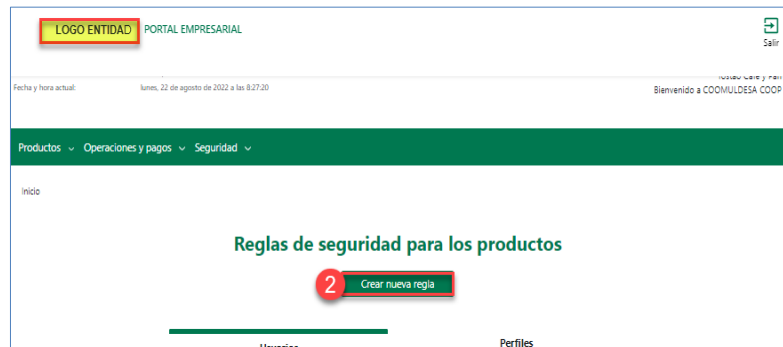 LOGO ENTIDAD PORTAL EMPRESARIAL
Salir
Fecha y hora actual: lunes, 22 de agosto de 2022 a las 8:27:20
Bienvenido a COOMULDESA COOP
Productos Operaciones y pagos Seguridad
Inicio
Reglas de seguridad para los productos
2 Crear nueva regla
Usuarios Perfiles